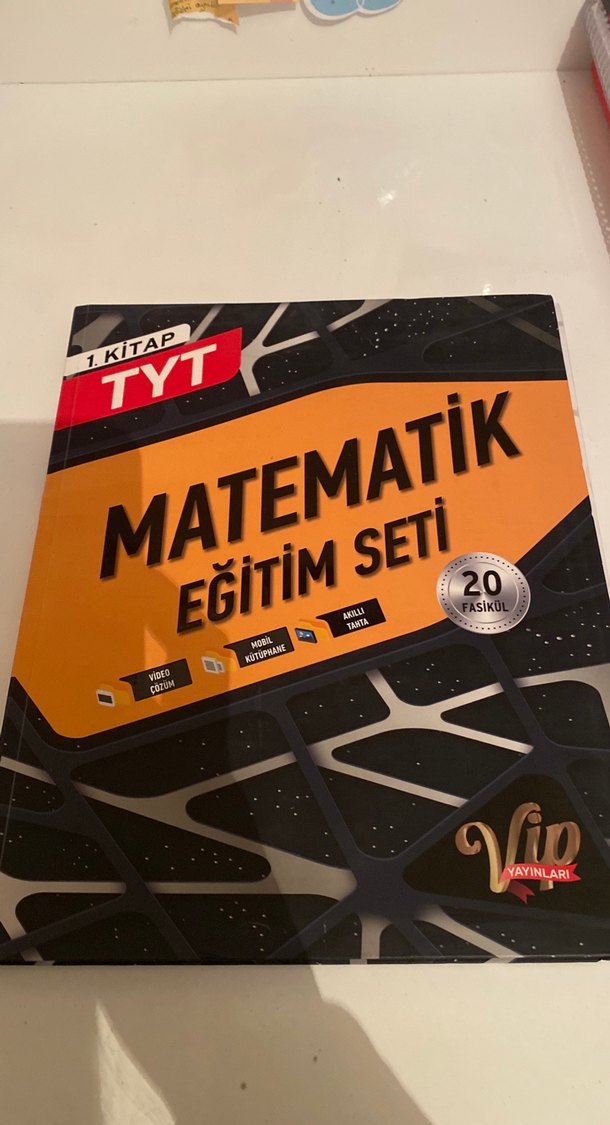 1. KİTAP
TYT
MATEMATİK
EĞİTİM SETİ
20
FASİKÜL
VİDEO
ÇÖZÜM
MOBİL
KÜTÜPHANE
AKILLI
TAHTA
Vip
YAYINLARI